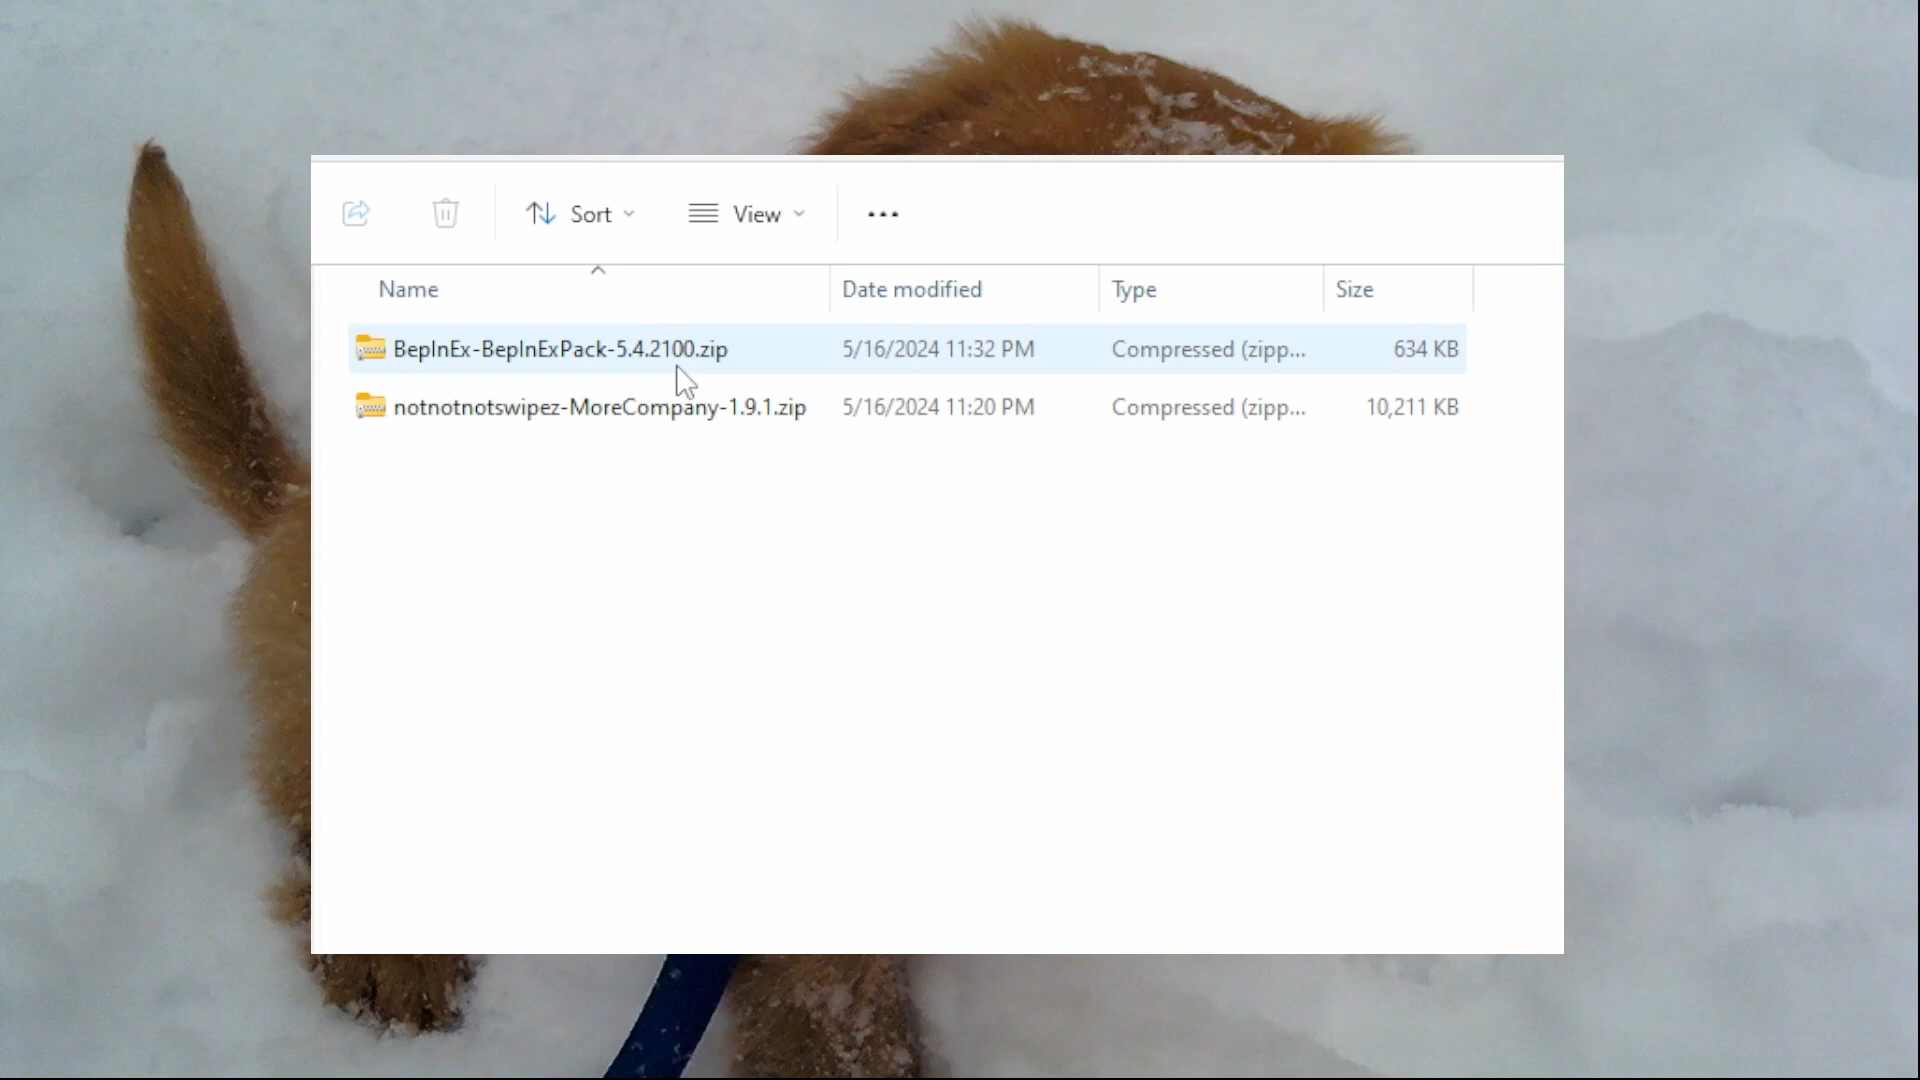 Sort View
Name Date modified Type Size
BepInEx-BepInExPack-5.4.2100.zip 5/16/2024 11:32 PM Compressed (zipp... 634 KB
notnotnotswipez-MoreCompany-1.9.1.zip 5/16/2024 11:20 PM Compressed (zipp... 10,211 KB